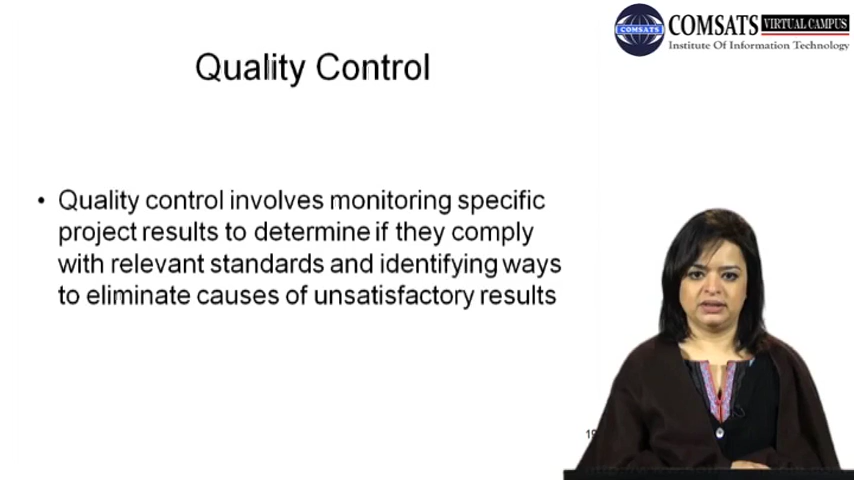 COMSATS VIRTUAL CAMPUS
COMSATS
Institute Of Information Technology
Quality Control
• Quality control involves monitoring specific
project results to determine if they comply
with relevant standards and identifying ways
to eliminate causes of unsatisfactory results